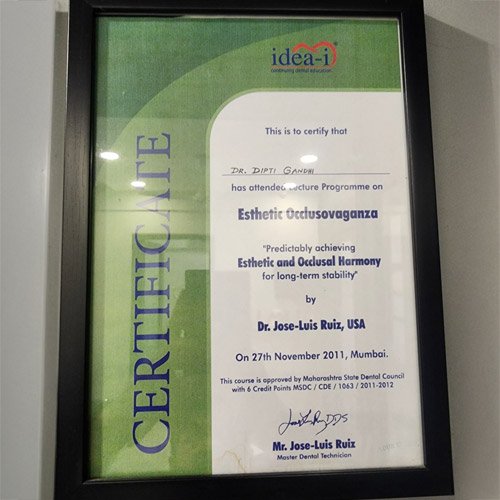 idea-i®
continuing dental education
CERTIFICATE
This is to certify that
DR. DIPTI GANDHI
has attended Lecture Programme on
Esthetic Occlusovaganza
"Predictably achieving
Esthetic and Occlusal Harmony
for long-term stability"
by
Dr. Jose-Luis Ruiz, USA
On 27th November 2011, Mumbai.
This course is approved by Maharashtra State Dental Council
with 6 Credit Points MSDC / CDE / 1063 / 2011-2012
DDS
Mr. Jose-Luis Ruiz
Master Dental Technician